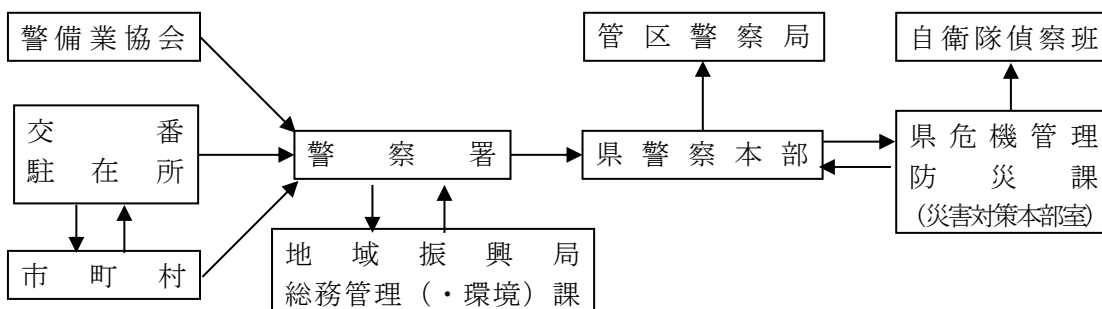 警備業協会
管区警察局
自衛隊偵察班
交番
駐在所
警察署
県警察本部
県危機管理
防災課
（災害対策本部室）
市町村
地域振興局
総務管理（・環境）課